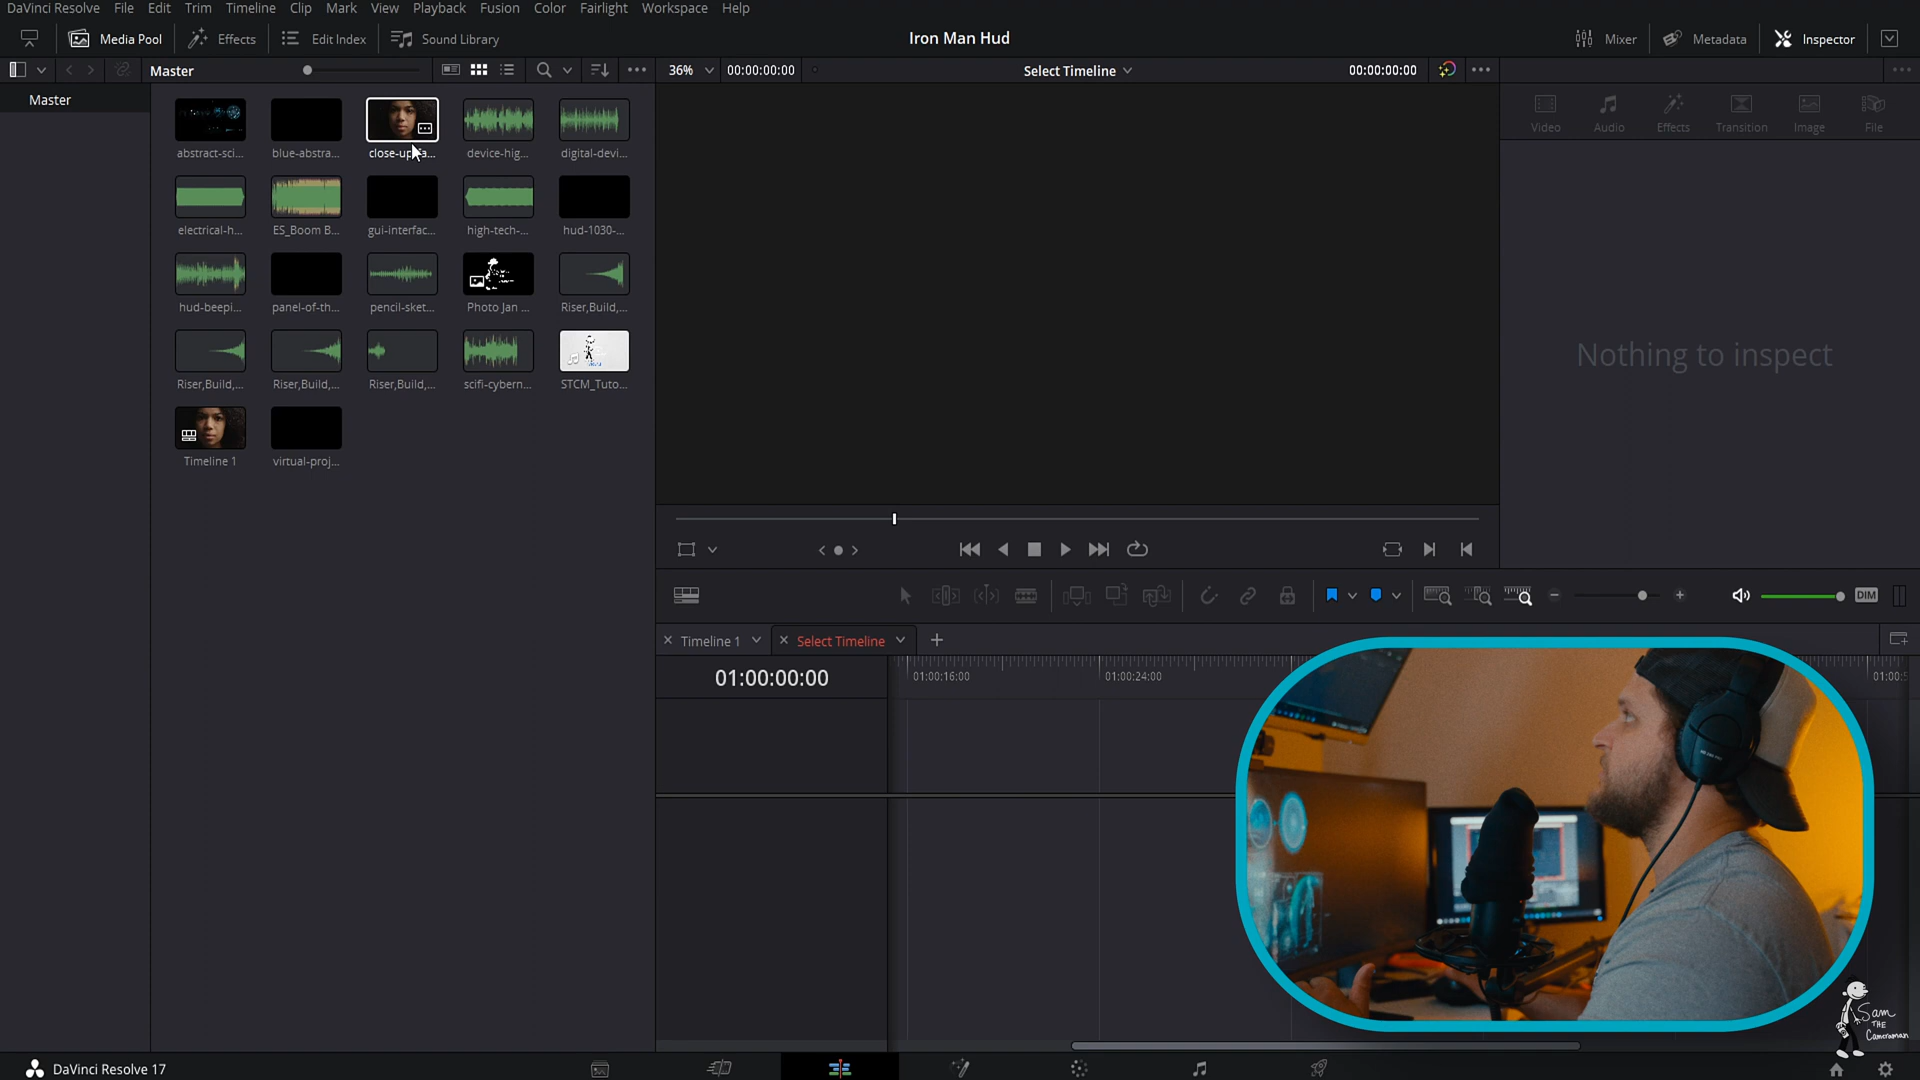 DaVinci Resolve File Edit Trim Timeline Clip Mark View Playback Fusion Color Fairlight Workspace Help
Media Pool Effects Edit Index Sound Library Iron Man Hud Mixer Metadata Inspector
Master 36% 00:00:00:00 Select Timeline 00:00:00:00
Master
abstract-sci... blue-abstra... close-up-fa... device-hig... digital-devi...
Video Audio Effects Transition Image File
electrical-h... ES_Boom B... gui-interfac... high-tech-... hud-1030-...
hud-beepi... panel-of-th... pencil-sket... Photo Jan ... Riser,Build,...
Nothing to inspect
Riser,Build,... Riser,Build,... Riser,Build,... scifi-cybern... STCM_Tuto...
Timeline 1 virtual-proj...
DIM
Timeline 1 Select Timeline
01:00:00:00 01:00:16:00 01:00:24:00
Sam
THE
Cameraman
DaVinci Resolve 17